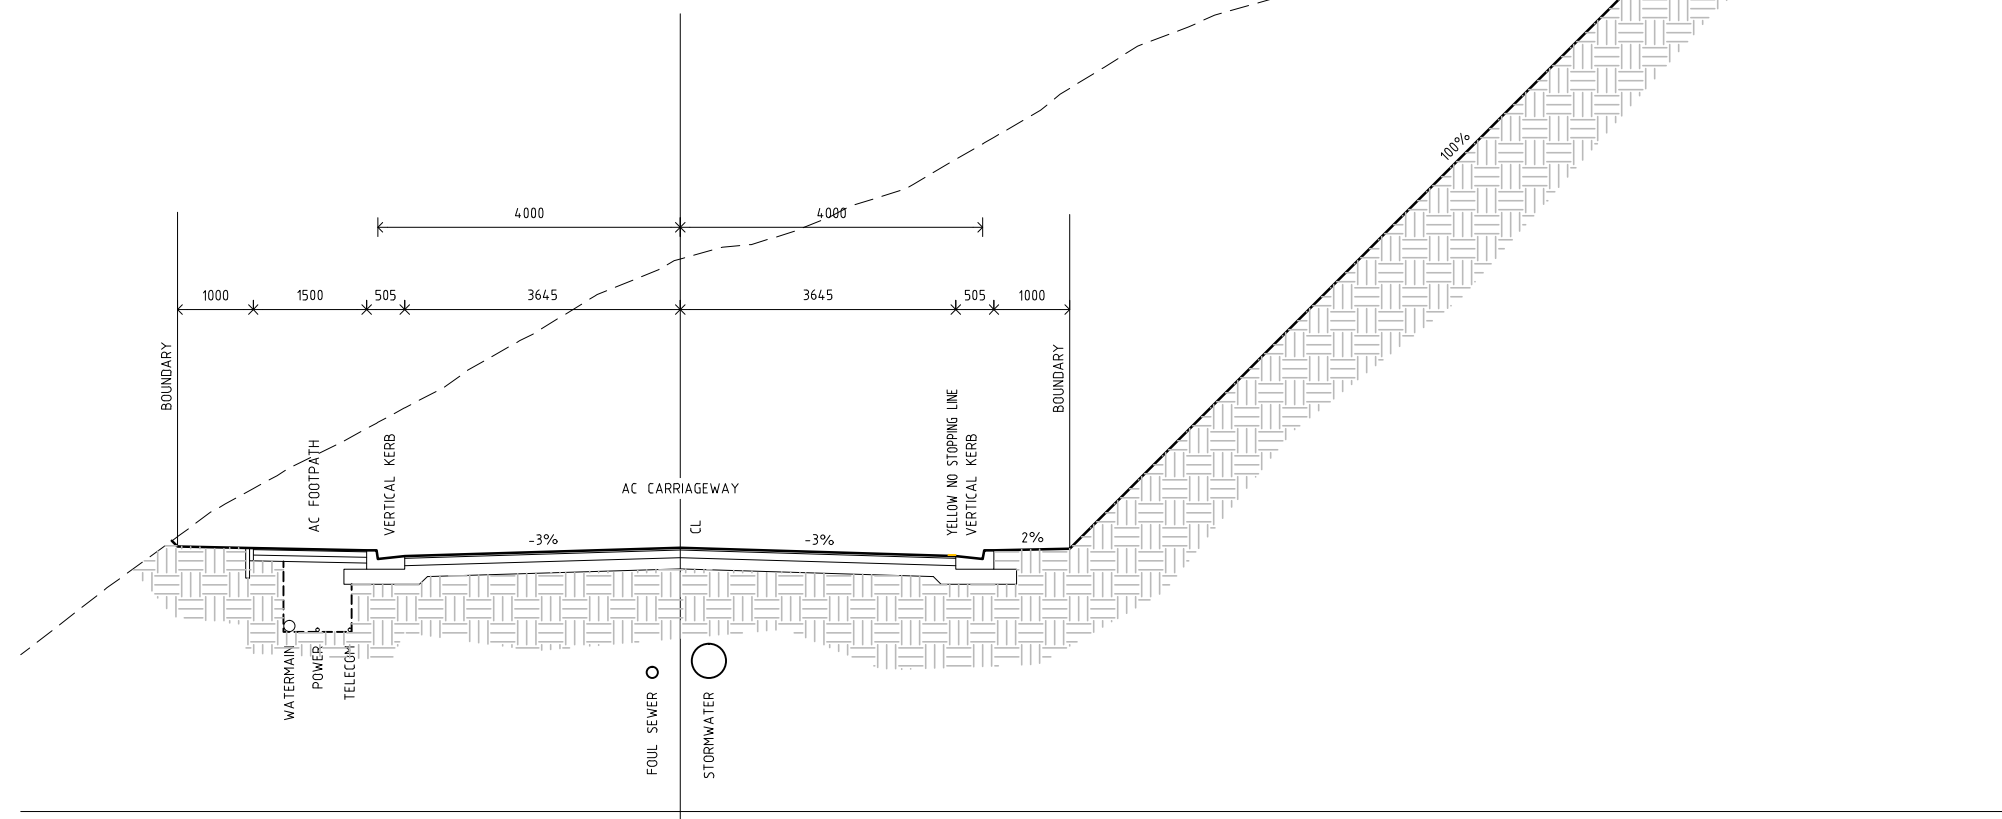 100%
4000
4000
1000
1500
505
3645
3645
505
1000
BOUNDARY
BOUNDARY
AC FOOTPATH
VERTICAL KERB
AC CARRIAGEWAY
CL
YELLOW NO STOPPING LINE
VERTICAL KERB
-3%
-3%
2%
WATERMAIN
POWER
TELECOM
FOUL SEWER
STORMWATER